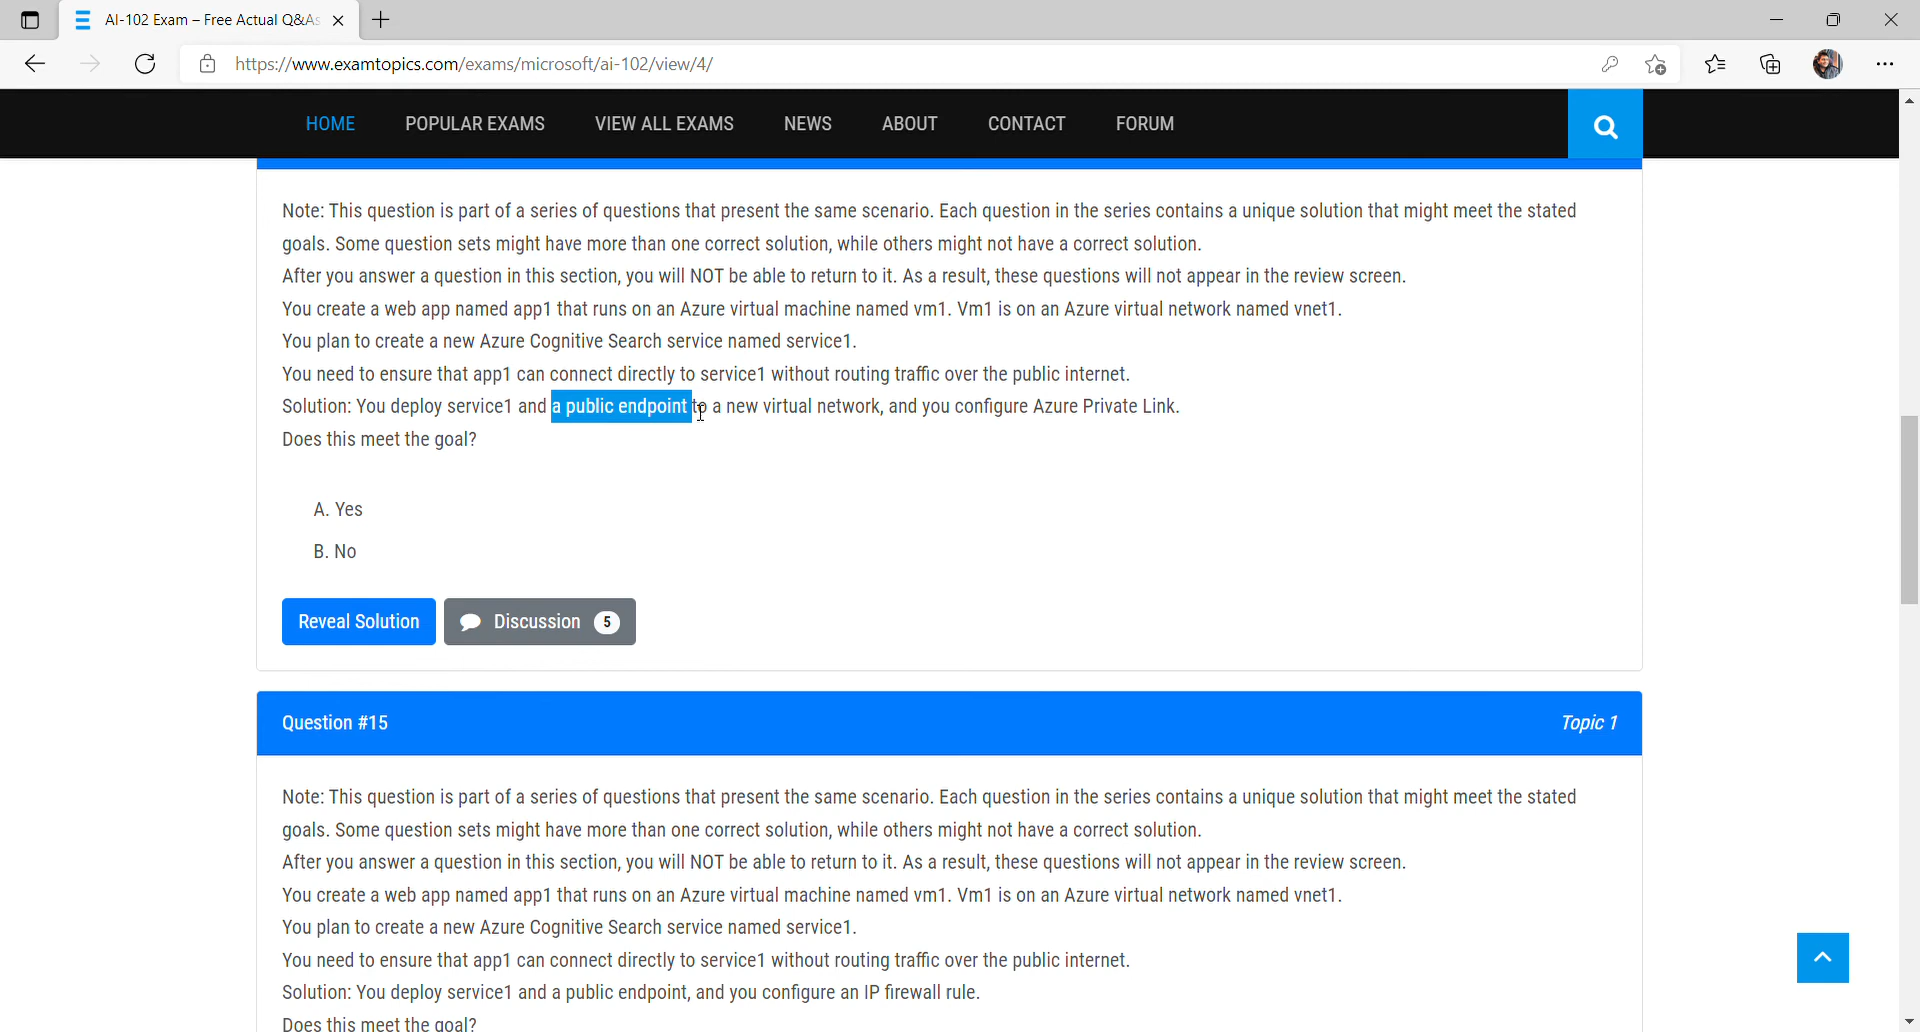 AI-102 Exam – Free Actual Q&As
https://www.examtopics.com/exams/microsoft/ai-102/view/4/
HOME POPULAR EXAMS VIEW ALL EXAMS NEWS ABOUT CONTACT FORUM
Note: This question is part of a series of questions that present the same scenario. Each question in the series contains a unique solution that might meet the stated
goals. Some question sets might have more than one correct solution, while others might not have a correct solution.
After you answer a question in this section, you will NOT be able to return to it. As a result, these questions will not appear in the review screen.
You create a web app named app1 that runs on an Azure virtual machine named vm1. Vm1 is on an Azure virtual network named vnet1.
You plan to create a new Azure Cognitive Search service named service1.
You need to ensure that app1 can connect directly to service1 without routing traffic over the public internet.
Solution: You deploy service1 and a public endpoint to a new virtual network, and you configure Azure Private Link.
Does this meet the goal?
A. Yes
B. No
Reveal Solution Discussion 5
Question #15 Topic 1
Note: This question is part of a series of questions that present the same scenario. Each question in the series contains a unique solution that might meet the stated
goals. Some question sets might have more than one correct solution, while others might not have a correct solution.
After you answer a question in this section, you will NOT be able to return to it. As a result, these questions will not appear in the review screen.
You create a web app named app1 that runs on an Azure virtual machine named vm1. Vm1 is on an Azure virtual network named vnet1.
You plan to create a new Azure Cognitive Search service named service1.
You need to ensure that app1 can connect directly to service1 without routing traffic over the public internet.
Solution: You deploy service1 and a public endpoint, and you configure an IP firewall rule.
Does this meet the goal?